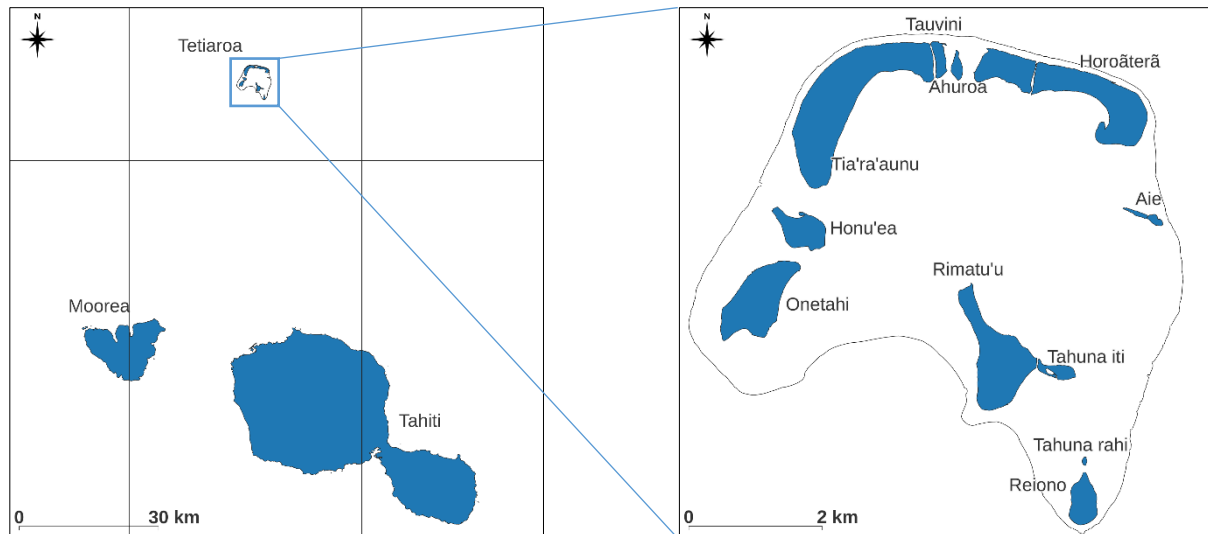 N
Tetiaroa
Moorea
Tahiti
0 30 km
N
Tauvini
Horoãterã
Ahuroa
Tia'ra'aunu
Aie
Honu'ea
Rimatu'u
Onetahi
Tahuna iti
Tahuna rahi
Reiono
0 2 km